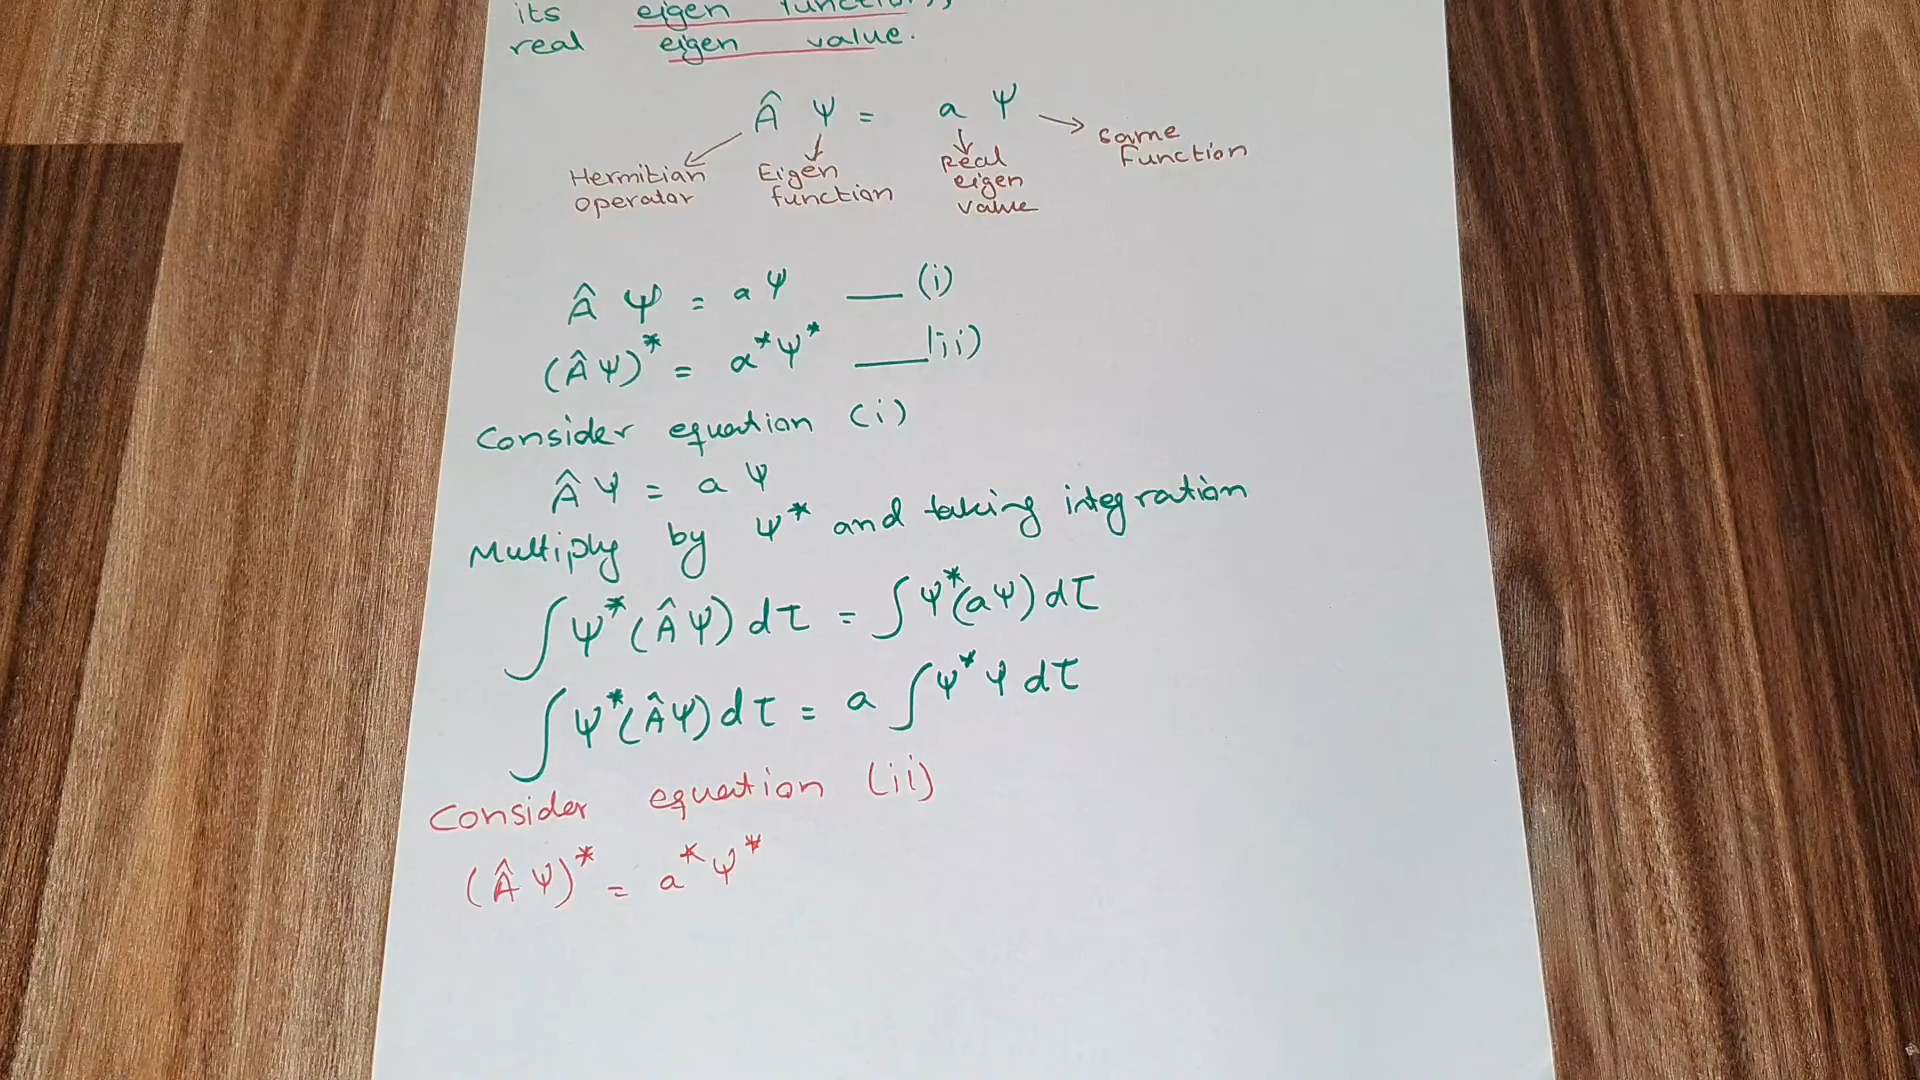 its eigen function,
real eigen value.
Â Ψ = a Ψ
Hermitian operator
Eigen function
Real eigen value
same function
Â Ψ = a Ψ ___ (i)
(Â Ψ)* = a* Ψ* ___ (ii)
Consider equation (i)
Â Ψ = a Ψ
Multiply by Ψ* and taking integration
∫ Ψ* (Â Ψ) dτ = ∫ Ψ* (a Ψ) dτ
∫ Ψ* (Â Ψ) dτ = a ∫ Ψ* Ψ dτ
Consider equation (ii)
(Â Ψ)* = a* Ψ*